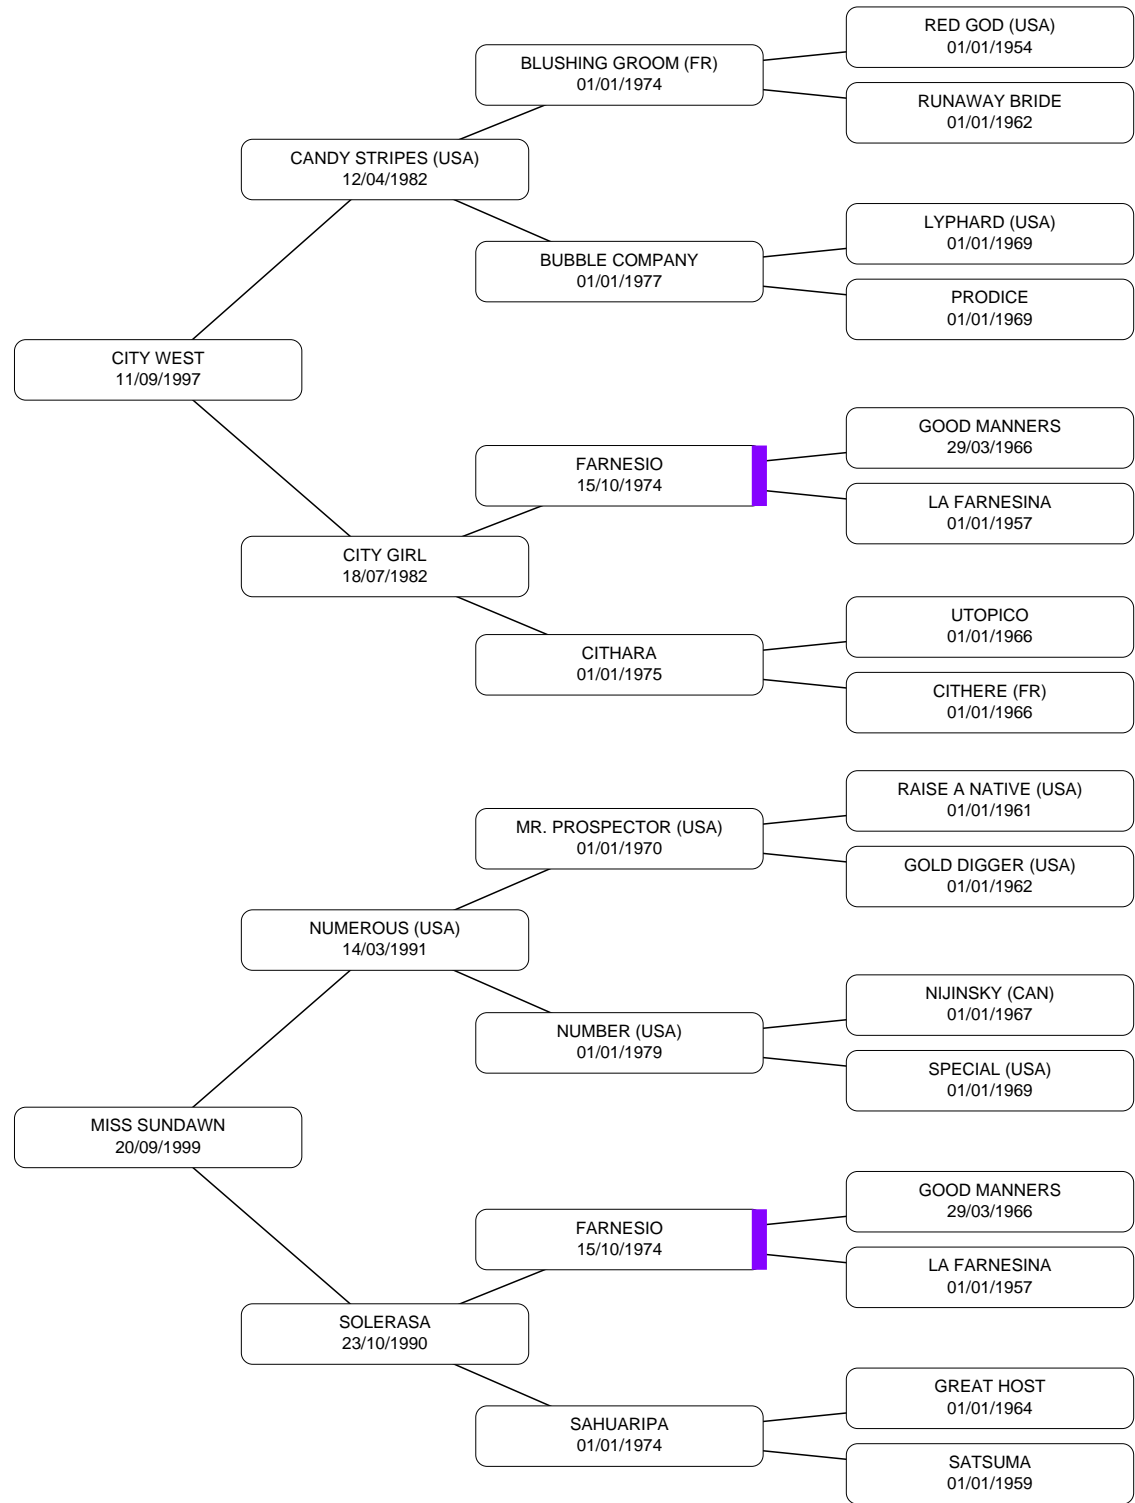 RED GOD (USA)
01/01/1954
BLUSHING GROOM (FR)
01/01/1974
RUNAWAY BRIDE
01/01/1962
CANDY STRIPES (USA)
12/04/1982
LYPHARD (USA)
01/01/1969
BUBBLE COMPANY
01/01/1977
PRODICE
01/01/1969
CITY WEST
11/09/1997
GOOD MANNERS
29/03/1966
FARNESIO
15/10/1974
LA FARNESINA
01/01/1957
CITY GIRL
18/07/1982
UTOPICO
01/01/1966
CITHARA
01/01/1975
CITHERE (FR)
01/01/1966
RAISE A NATIVE (USA)
01/01/1961
MR. PROSPECTOR (USA)
01/01/1970
GOLD DIGGER (USA)
01/01/1962
NUMEROUS (USA)
14/03/1991
NIJINSKY (CAN)
01/01/1967
NUMBER (USA)
01/01/1979
SPECIAL (USA)
01/01/1969
MISS SUNDAWN
20/09/1999
GOOD MANNERS
29/03/1966
FARNESIO
15/10/1974
LA FARNESINA
01/01/1957
SOLERASA
23/10/1990
GREAT HOST
01/01/1964
SAHUARIPA
01/01/1974
SATSUMA
01/01/1959